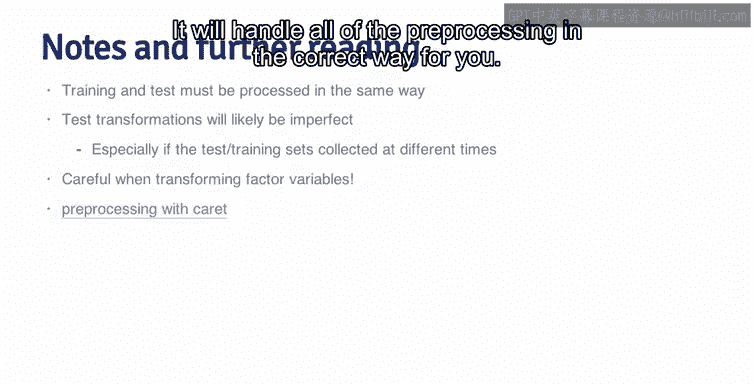 It will handle all of the preprocessing in
the correct way for you.
Notes and further reading
· Training and test must be processed in the same way
· Test transformations will likely be imperfect
- Especially if the test/training sets collected at different times
· Careful when transforming factor variables!
· preprocessing with caret